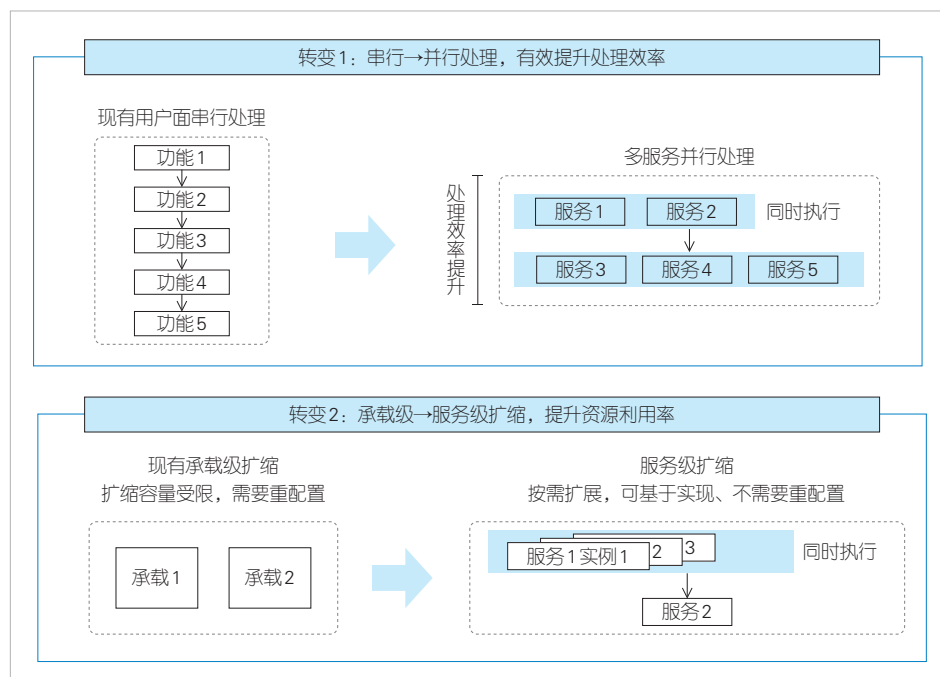 转变1：串行→并行处理，有效提升处理效率
现有用户面串行处理
功能1
功能2
功能3
功能4
功能5
处理效率提升
多服务并行处理
服务1
服务2
同时执行
服务3
服务4
服务5
转变2：承载级→服务级扩缩，提升资源利用率
现有承载级扩缩
扩缩容量受限，需要重配置
承载1
承载2
服务级扩缩
按需扩展，可基于实现、不需要重配置
服务1实例1
2
3
同时执行
服务2